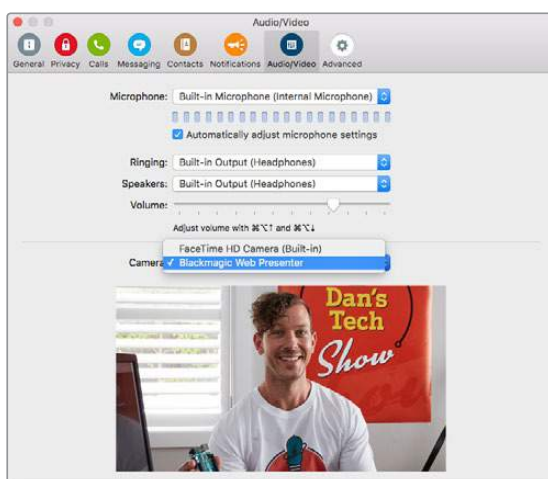 Audio/Video
General Privacy Calls Messaging Contacts Notifications Audio/Video Advanced
Microphone: Built-in Microphone (Internal Microphone)
Automatically adjust microphone settings
Ringing: Built-in Output (Headphones)
Speakers: Built-in Output (Headphones)
Volume:
Adjust volume with ⌘⌥↑ and ⌘⌥↓
FaceTime HD Camera (Built-in)
Camera ✓ Blackmagic Web Presenter
Dan's
Tech
Show